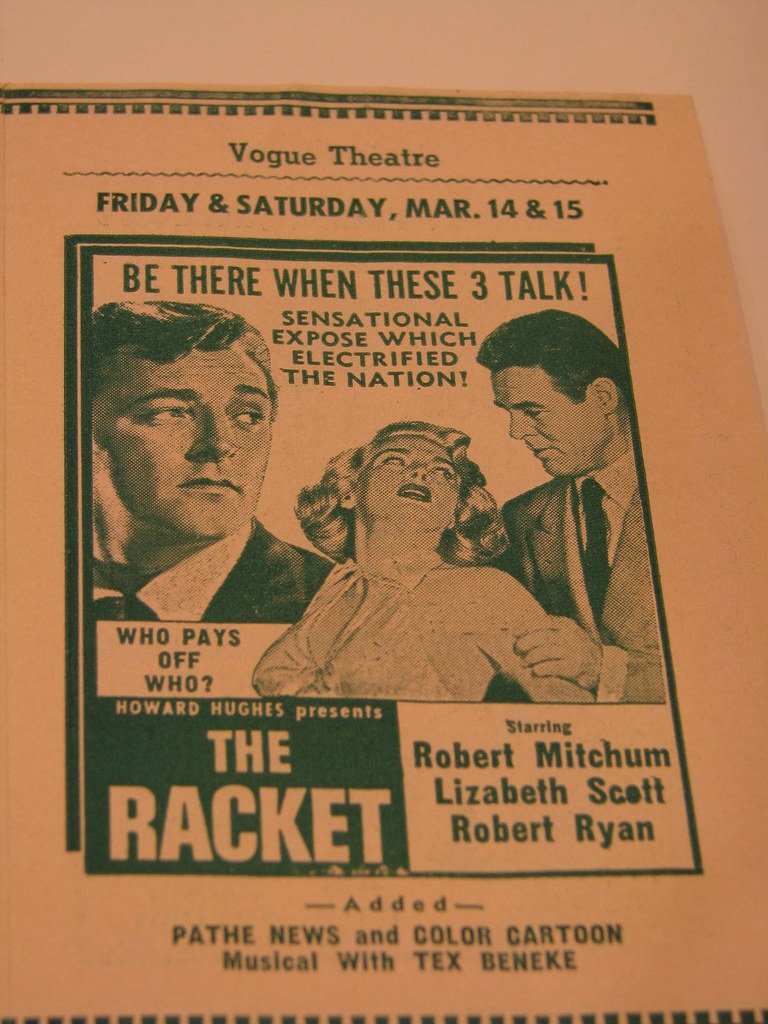 Vogue Theatre
FRIDAY & SATURDAY, MAR. 14 & 15
BE THERE WHEN THESE 3 TALK!
SENSATIONAL
EXPOSE WHICH
ELECTRIFIED
THE NATION!
WHO PAYS
OFF
WHO?
HOWARD HUGHES presents
THE
RACKET
Starring
Robert Mitchum
Lizabeth Scott
Robert Ryan
—Added—
PATHE NEWS and COLOR CARTOON
Musical With TEX BENEKE